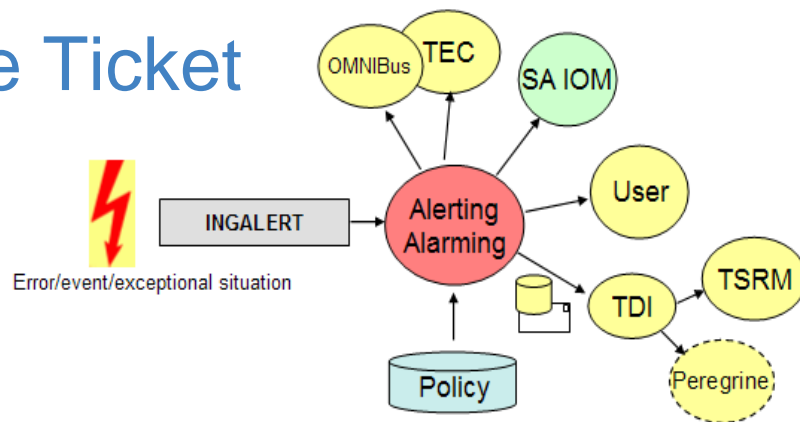 e Ticket
OMNIBus
TEC
SA IOM
User
INGALERT
Alerting
Alarming
Error/event/exceptional situation
TDI
TSRM
Policy
Peregrine